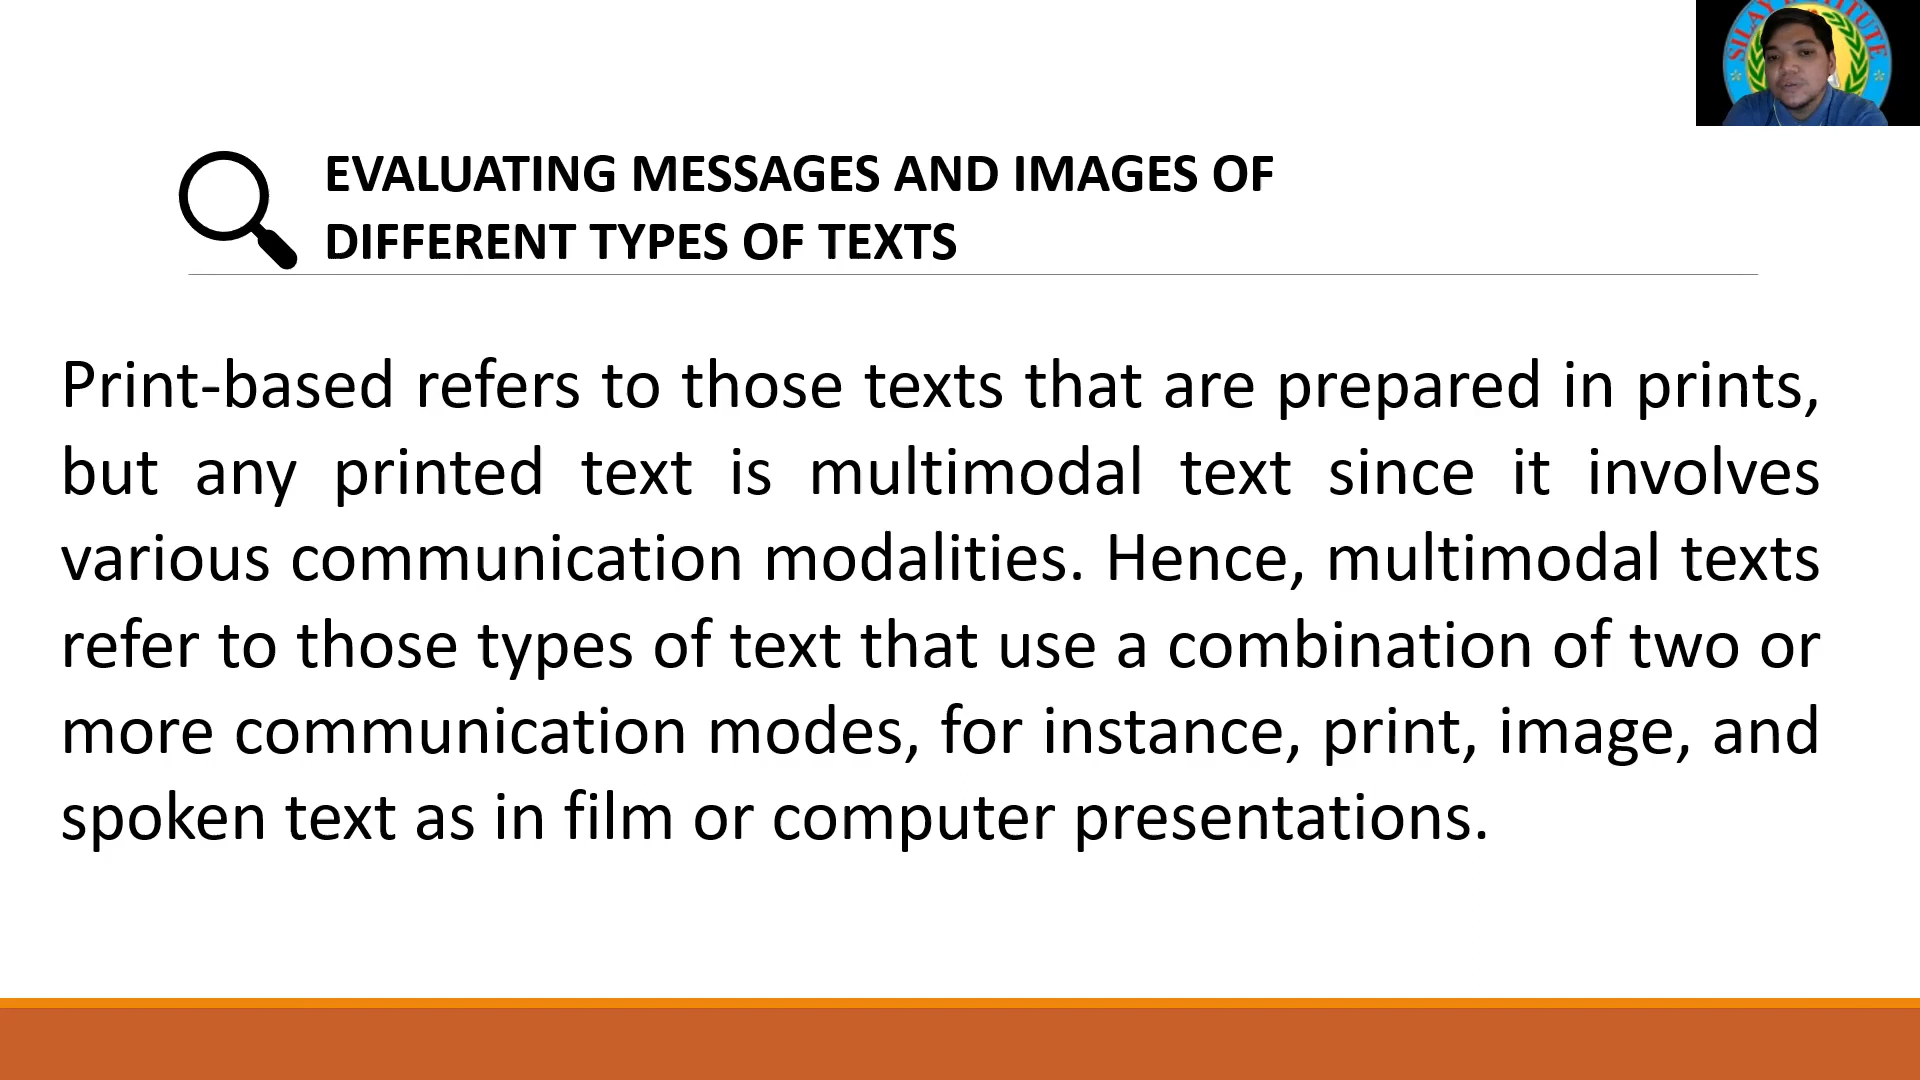 SILAY INSTITUTE
EVALUATING MESSAGES AND IMAGES OF
DIFFERENT TYPES OF TEXTS
Print-based refers to those texts that are prepared in prints,
but any printed text is multimodal text since it involves
various communication modalities. Hence, multimodal texts
refer to those types of text that use a combination of two or
more communication modes, for instance, print, image, and
spoken text as in film or computer presentations.